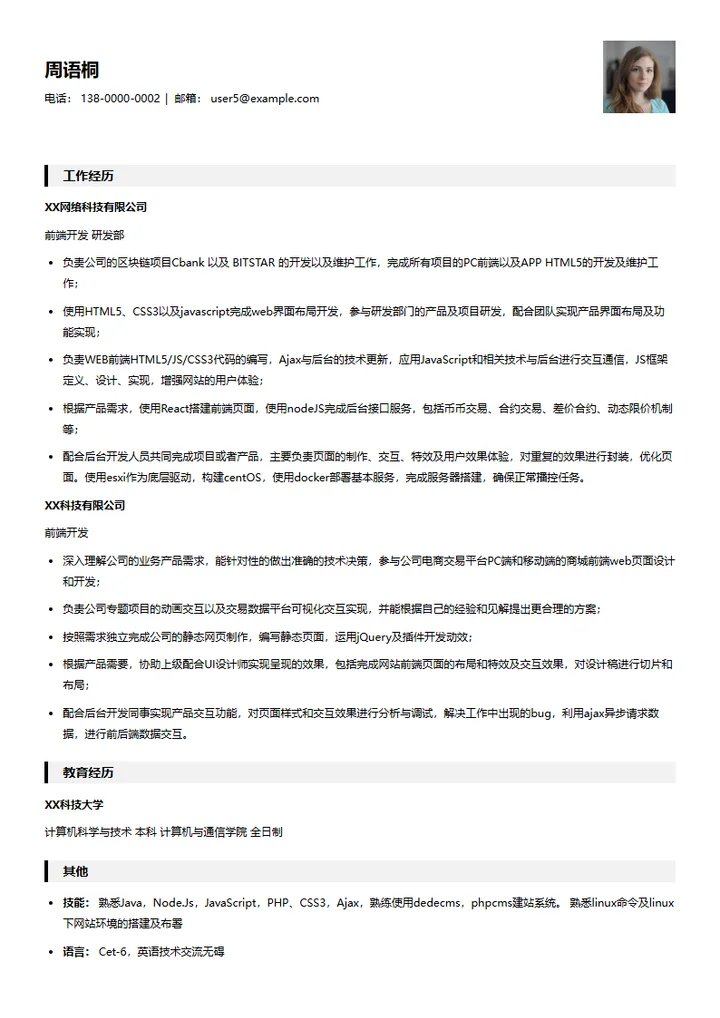 周语桐
电话： 138-0000-0002 | 邮箱： user5@example.com
工作经历
XX网络科技有限公司
前端开发 研发部
• 负责公司的区块链项目Cbank 以及 BITSTAR 的开发以及维护工作，完成所有项目的PC前端以及APP HTML5的开发及维护工
作；
• 使用HTML5、CSS3以及javascript完成web界面布局开发，参与研发部门的产品及项目研发，配合团队实现产品界面布局及功
能实现；
• 负责WEB前端HTML5/JS/CSS3代码的编写，Ajax与后台的技术更新，应用JavaScript和相关技术与后台进行交互通信，JS框架
定义、设计、实现，增强网站的用户体验；
• 根据产品需求，使用React搭建前端页面，使用nodeJS完成后台接口服务，包括币币交易、合约交易、差价合约、动态限价机制
等；
• 配合后台开发人员共同完成项目或者产品，主要负责页面的制作、交互、特效及用户效果体验，对重复的效果进行封装，优化页
面。使用esxi作为底层驱动，构建centOS，使用docker部署基本服务，完成服务器搭建，确保正常播控任务。
XX科技有限公司
前端开发
• 深入理解公司的业务产品需求，能针对性的做出准确的技术决策，参与公司电商交易平台PC端和移动端的商城前端web页面设计
和开发；
• 负责公司专题项目的动画交互以及交易数据平台可视化交互实现，并能根据自己的经验和见解提出更合理的方案；
• 按照需求独立完成公司的静态网页制作，编写静态页面，运用jQuery及插件开发动效；
• 根据产品需要，协助上级配合UI设计师实现呈现的效果，包括完成网站前端页面的布局和特效及交互效果，对设计稿进行切片和
布局；
• 配合后台开发同事实现产品交互功能，对页面样式和交互效果进行分析与调试，解决工作中出现的bug，利用ajax异步请求数
据，进行前后端数据交互。
教育经历
XX科技大学
计算机科学与技术 本科 计算机与通信学院 全日制
其他
• 技能： 熟悉Java，Node.Js，JavaScript，PHP、CSS3，Ajax，熟练使用dedecms，phpcms建站系统。 熟悉linux命令及linux
下网站环境的搭建及布署
• 语言： Cet-6，英语技术交流无碍